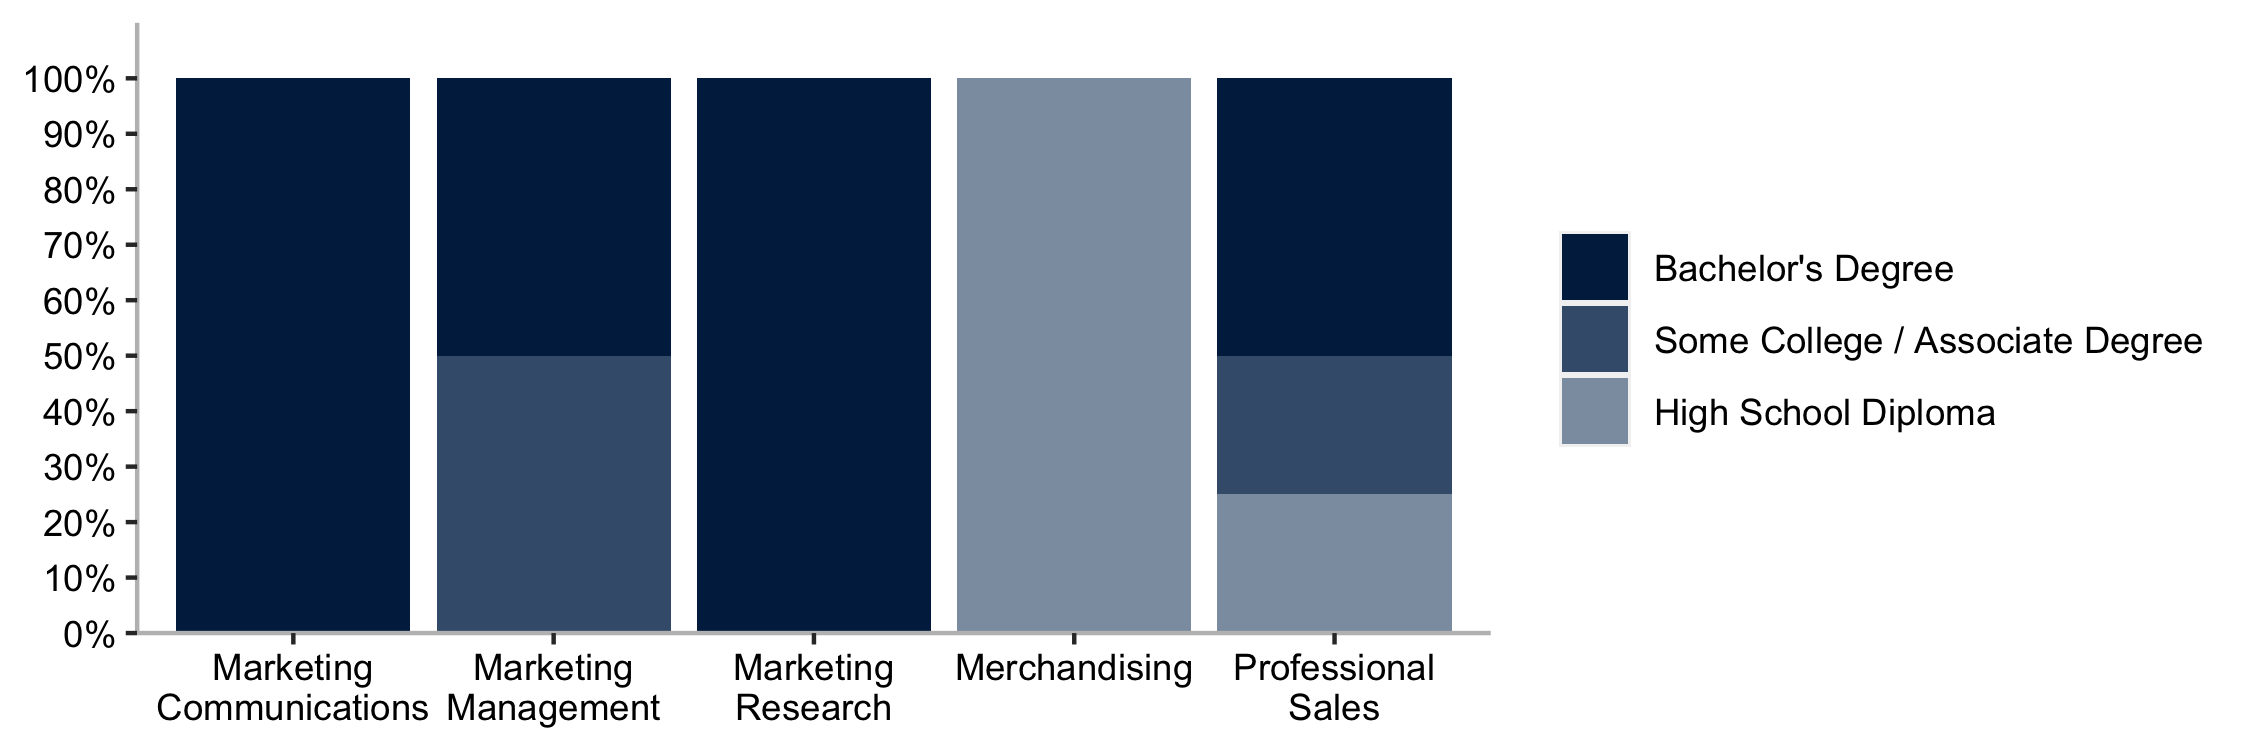 100%
90%
80%
70%
60%
50%
40%
30%
20%
10%
0%
Marketing Communications
Marketing Management
Marketing Research
Merchandising
Professional Sales
Bachelor's Degree
Some College / Associate Degree
High School Diploma